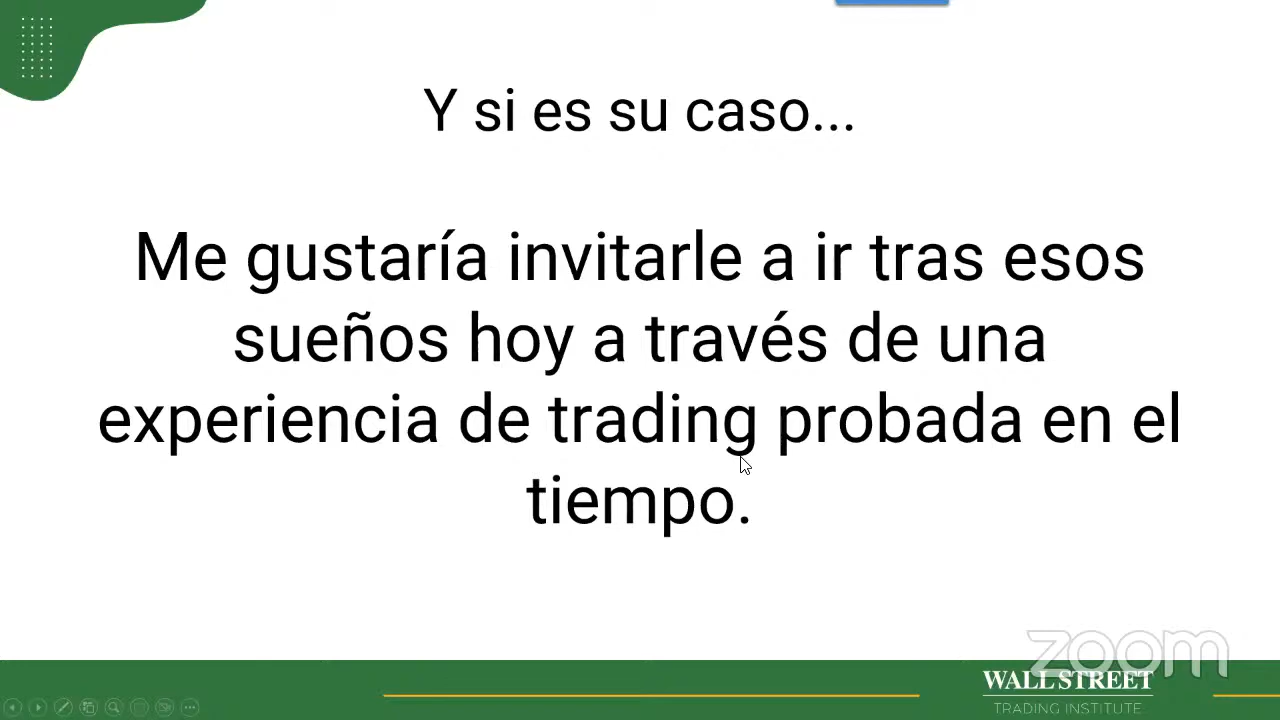 Y si es su caso...
Me gustaría invitarle a ir tras esos
sueños hoy a través de una
experiencia de trading probada en el
tiempo.
zoom
WALL STREET
TRADING INSTITUTE